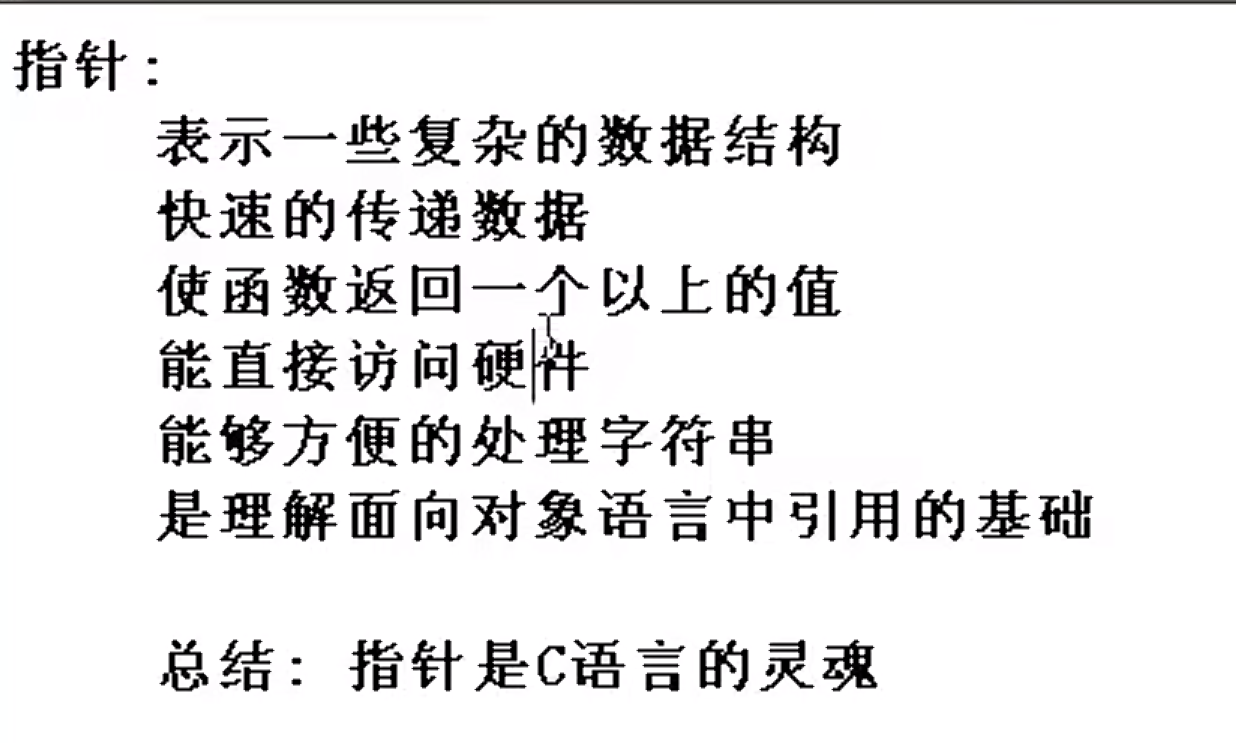 指针:
表示一些复杂的数据结构
快速的传递数据
使函数返回一个以上的值
能直接访问硬件
能够方便的处理字符串
是理解面向对象语言中引用的基础
总结: 指针是C语言的灵魂